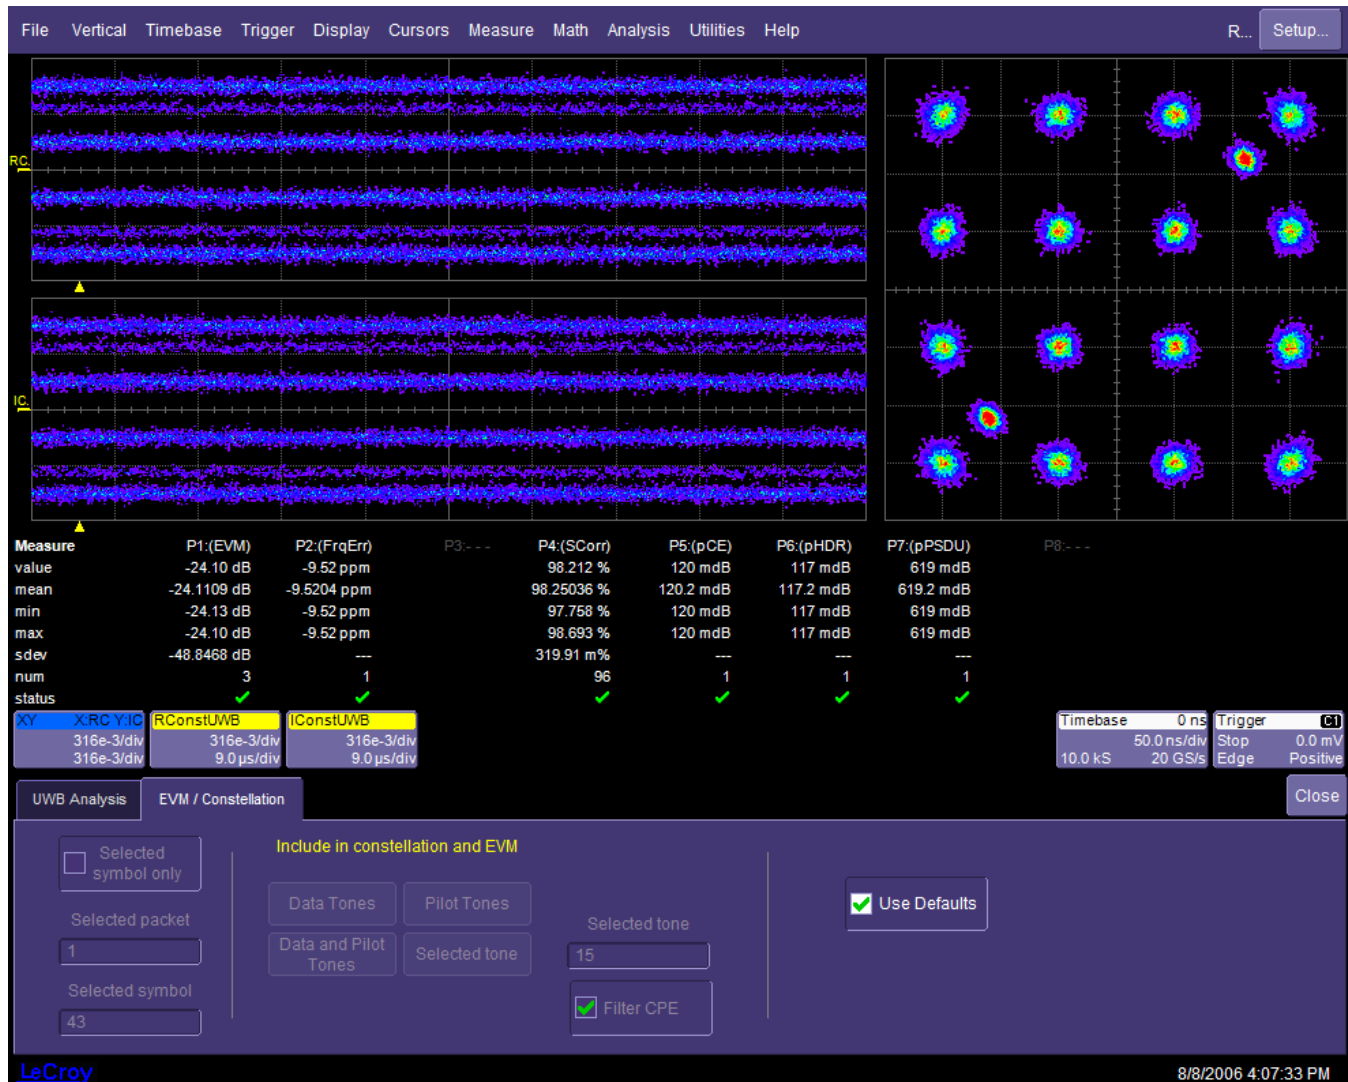 File Vertical Timebase Trigger Display Cursors Measure Math Analysis Utilities Help R... Setup...
RC.
IC.
Measure P1:(EVM) P2:(FrqErr) P3:--- P4:(SCorr) P5:(pCE) P6:(pHDR) P7:(pPSDU) P8:---
value -24.10 dB -9.52 ppm 98.212 % 120 mdB 117 mdB 619 mdB
mean -24.1109 dB -9.5204 ppm 98.25036 % 120.2 mdB 117.2 mdB 619.2 mdB
min -24.13 dB -9.52 ppm 97.758 % 120 mdB 117 mdB 619 mdB
max -24.10 dB -9.52 ppm 98.693 % 120 mdB 117 mdB 619 mdB
sdev -48.8468 dB --- 319.91 m% --- --- ---
num 3 1 96 1 1 1
status
XY X:RC Y:IC RConstUWB IConstUWB Timebase 0 ns Trigger C1
316e-3/div 316e-3/div 316e-3/div 50.0 ns/div Stop 0.0 mV
316e-3/div 9.0 µs/div 9.0 µs/div 10.0 kS 20 GS/s Edge Positive
UWB Analysis EVM / Constellation Close
Selected symbol only
Selected packet
1
Selected symbol
43
Include in constellation and EVM
Data Tones Pilot Tones
Data and Pilot Tones Selected tone
Selected tone
15
Filter CPE
Use Defaults
LeCroy 8/8/2006 4:07:33 PM